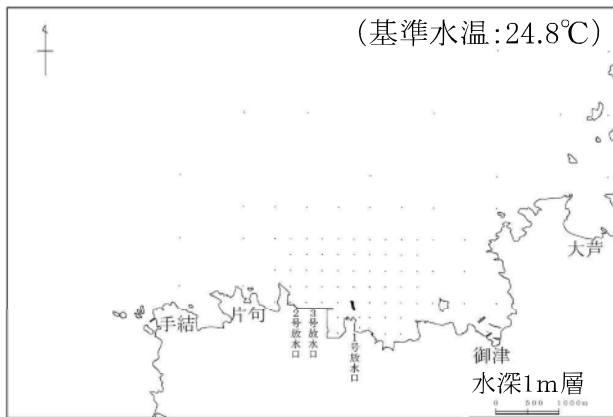 (基準水温:24.8℃)
大芦
手結
片句
2号放水口
3号放水口
1号放水口
御津
水深1m層
0 500 1000m